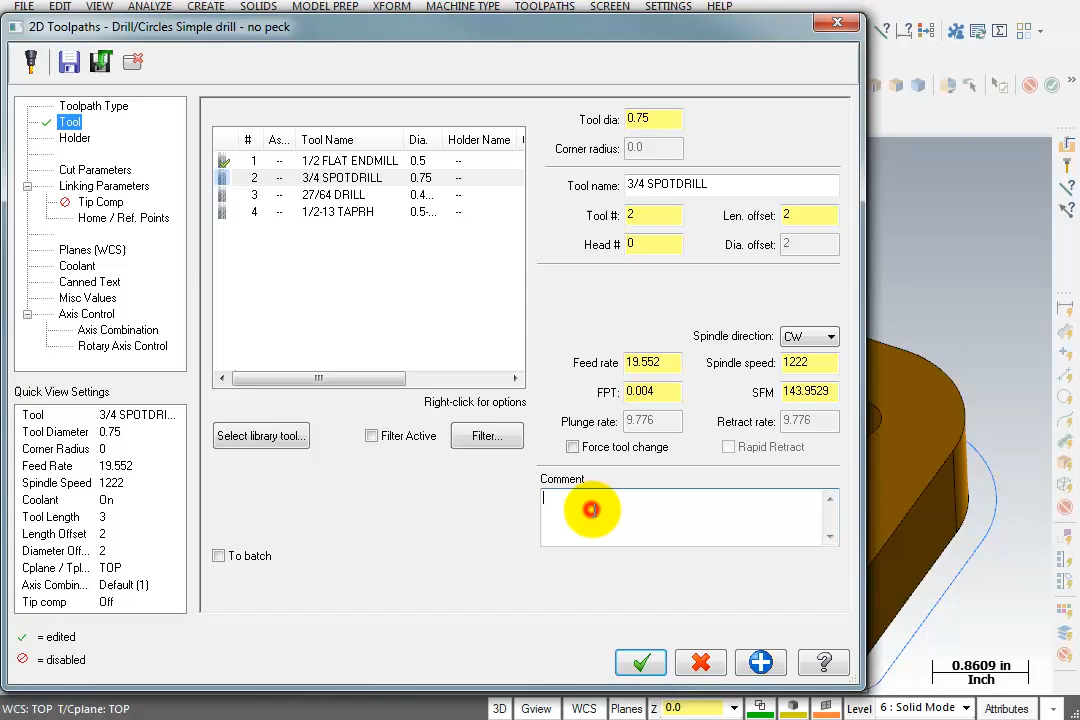 FILE EDIT VIEW ANALYZE CREATE SOLIDS MODEL PREP XFORM MACHINE TYPE TOOLPATHS SCREEN SETTINGS HELP
2D Toolpaths - Drill/Circles Simple drill - no peck
Toolpath Type
Tool
Holder
Cut Parameters
Linking Parameters
Tip Comp
Home / Ref. Points
Planes (WCS)
Coolant
Canned Text
Misc Values
Axis Control
Axis Combination
Rotary Axis Control
Quick View Settings
Tool 3/4 SPOTDRI...
Tool Diameter 0.75
Corner Radius 0
Feed Rate 19.552
Spindle Speed 1222
Coolant On
Tool Length 3
Length Offset 2
Diameter Off... 2
Cplane / Tpl... TOP
Axis Combin... Default (1)
Tip comp Off
= edited
= disabled
# As... Tool Name Dia. Holder Name
1 -- 1/2 FLAT ENDMILL 0.5 --
2 -- 3/4 SPOTDRILL 0.75 --
3 -- 27/64 DRILL 0.4... --
4 -- 1/2-13 TAPRH 0.5-... --
Right-click for options
Select library tool... Filter Active Filter...
To batch
Tool dia: 0.75
Corner radius: 0.0
Tool name: 3/4 SPOTDRILL
Tool #: 2 Len. offset: 2
Head # 0 Dia. offset: 2
Spindle direction: CW
Feed rate 19.552 Spindle speed: 1222
FPT: 0.004 SFM 143.9529
Plunge rate: 9.776 Retract rate: 9.776
Force tool change Rapid Retract
Comment
0.8609 in
Inch
WCS: TOP T/Cplane: TOP 3D Gview WCS Planes Z 0.0 Level 6 : Solid Mode Attributes